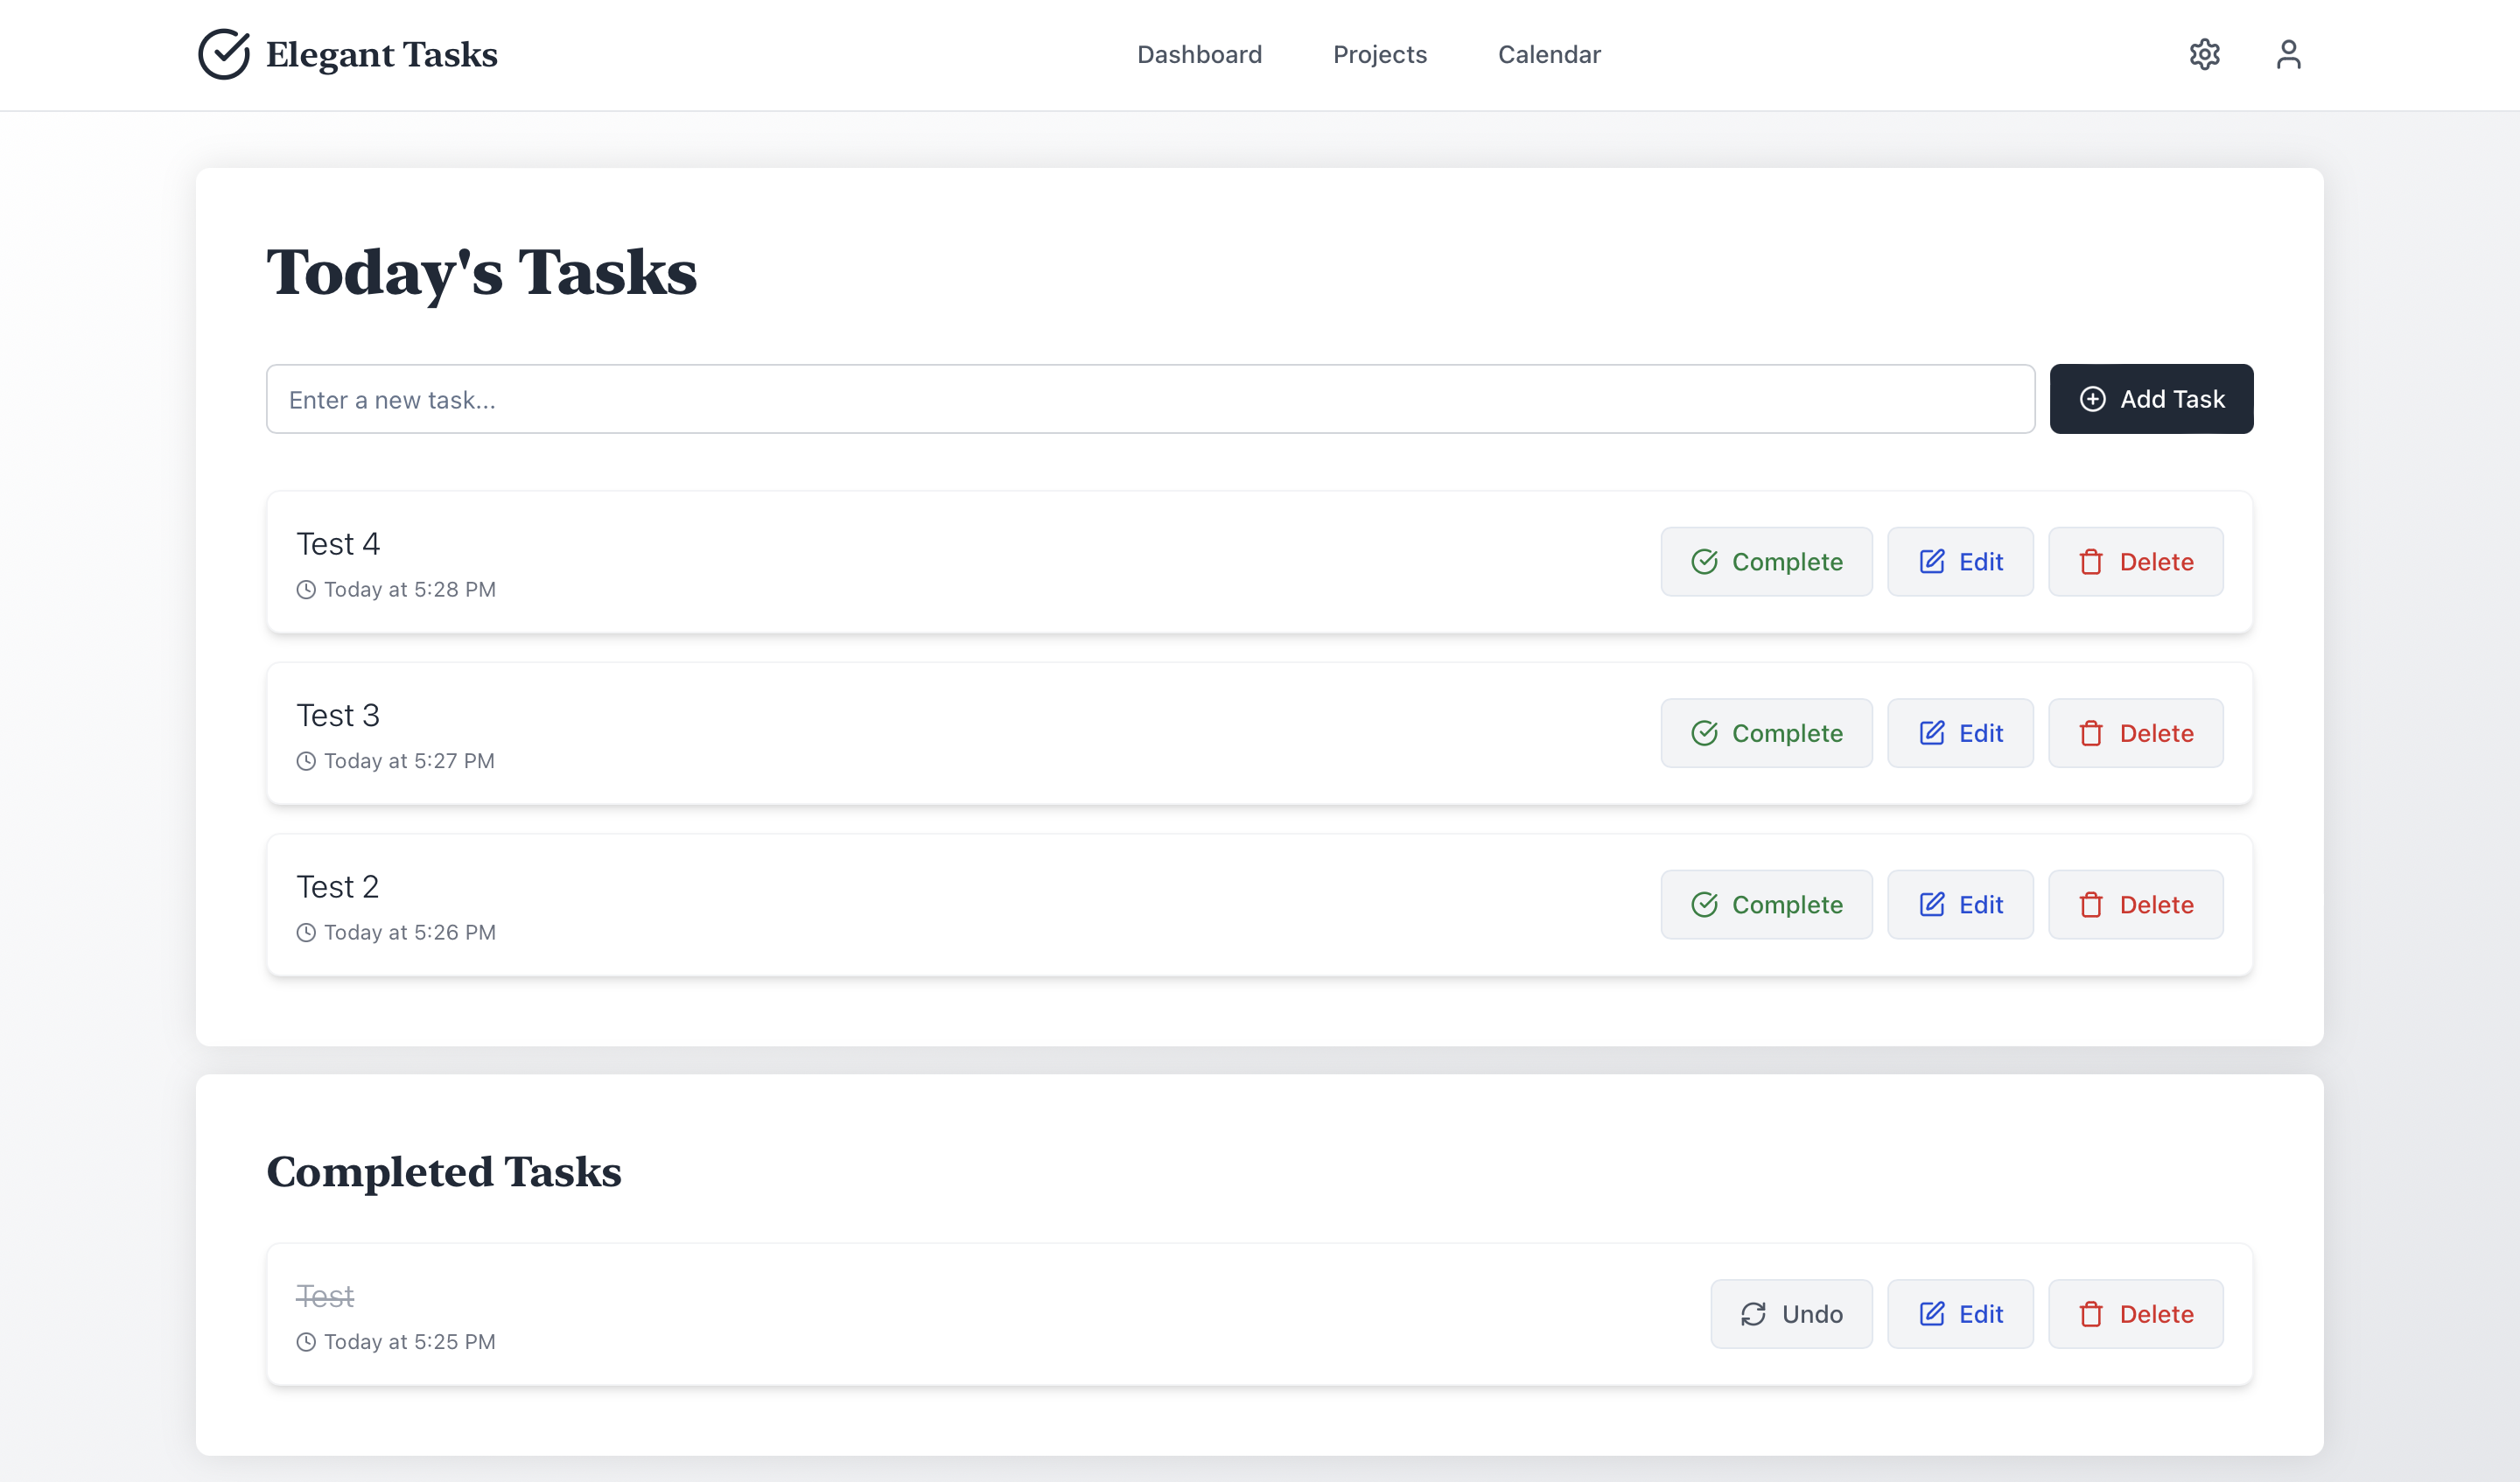 Elegant Tasks
Dashboard Projects Calendar
Today's Tasks
Enter a new task...
Add Task
Test 4
Today at 5:28 PM
Complete Edit Delete
Test 3
Today at 5:27 PM
Complete Edit Delete
Test 2
Today at 5:26 PM
Complete Edit Delete
Completed Tasks
Test
Today at 5:25 PM
Undo Edit Delete